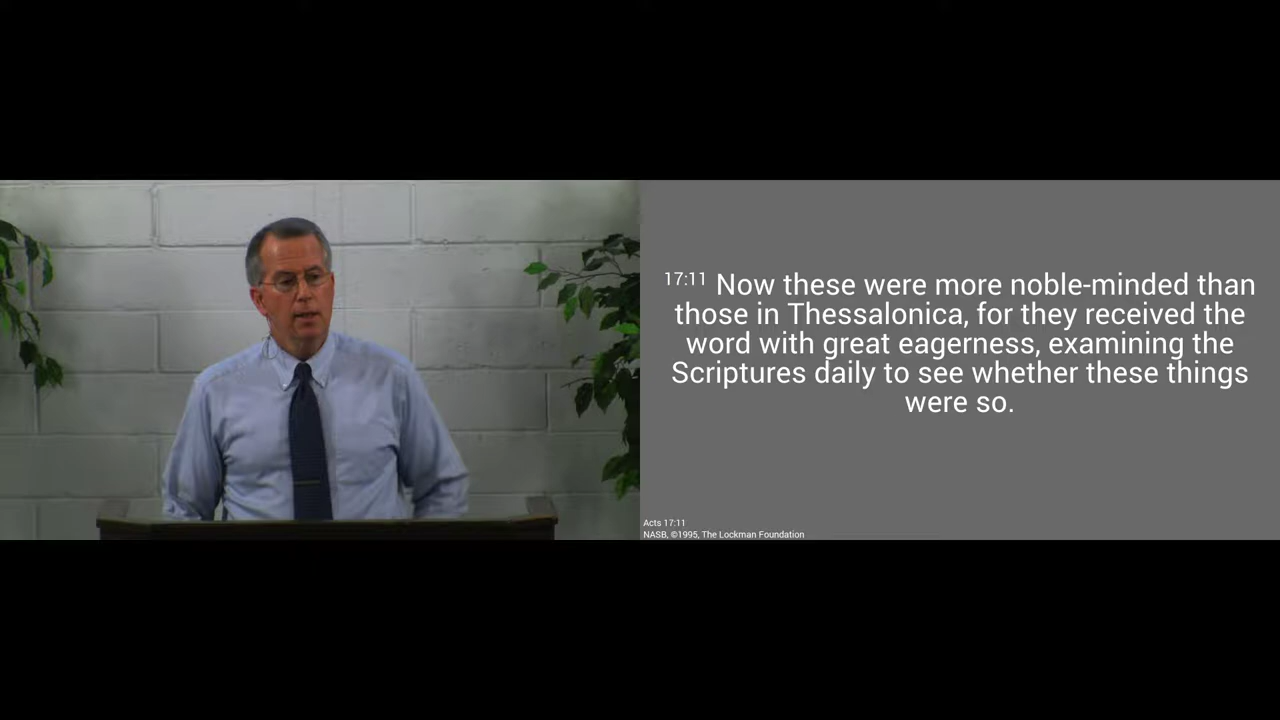 17:11 Now these were more noble-minded than
those in Thessalonica, for they received the
word with great eagerness, examining the
Scriptures daily to see whether these things
were so.
Acts 17:11
NASB, ©1995, The Lockman Foundation